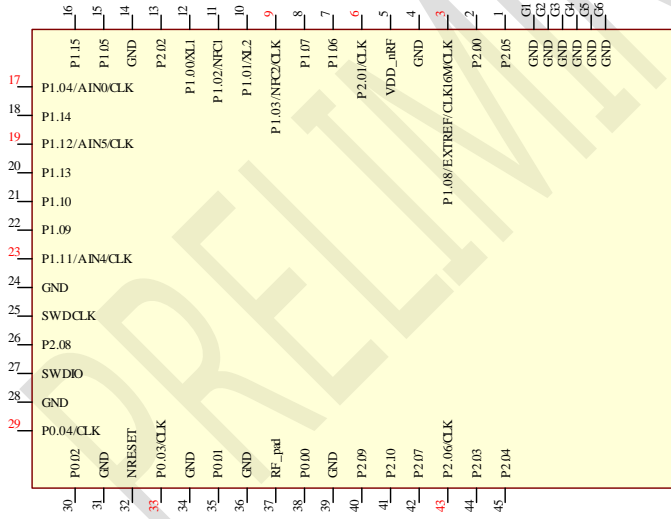 16
15
14
13
12
11
10
9
8
7
6
5
4
3
2
1
G1
G2
G3
G4
G5
G6
P1.15
P1.05
GND
P2.02
P1.00/XL1
P1.02/NFC1
P1.01/XL2
P1.03/NFC2/CLK
P1.07
P1.06
P2.01/CLK
VDD_nRF
GND
P1.08/EXTREF/CLK16M/CLK
P2.00
P2.05
GND
GND
GND
GND
GND
GND
17 P1.04/AIN0/CLK
18 P1.14
19 P1.12/AIN5/CLK
20 P1.13
21 P1.10
22 P1.09
23 P1.11/AIN4/CLK
24 GND
25 SWDCLK
26 P2.08
27 SWDIO
28 GND
29 P0.04/CLK
P0.02
GND
NRESET
P0.03/CLK
GND
P0.01
GND
RF_pad
P0.00
GND
P2.09
P2.10
P2.07
P2.06/CLK
P2.03
P2.04
30
31
32
33
34
35
36
37
38
39
40
41
42
43
44
45
PRELIMI